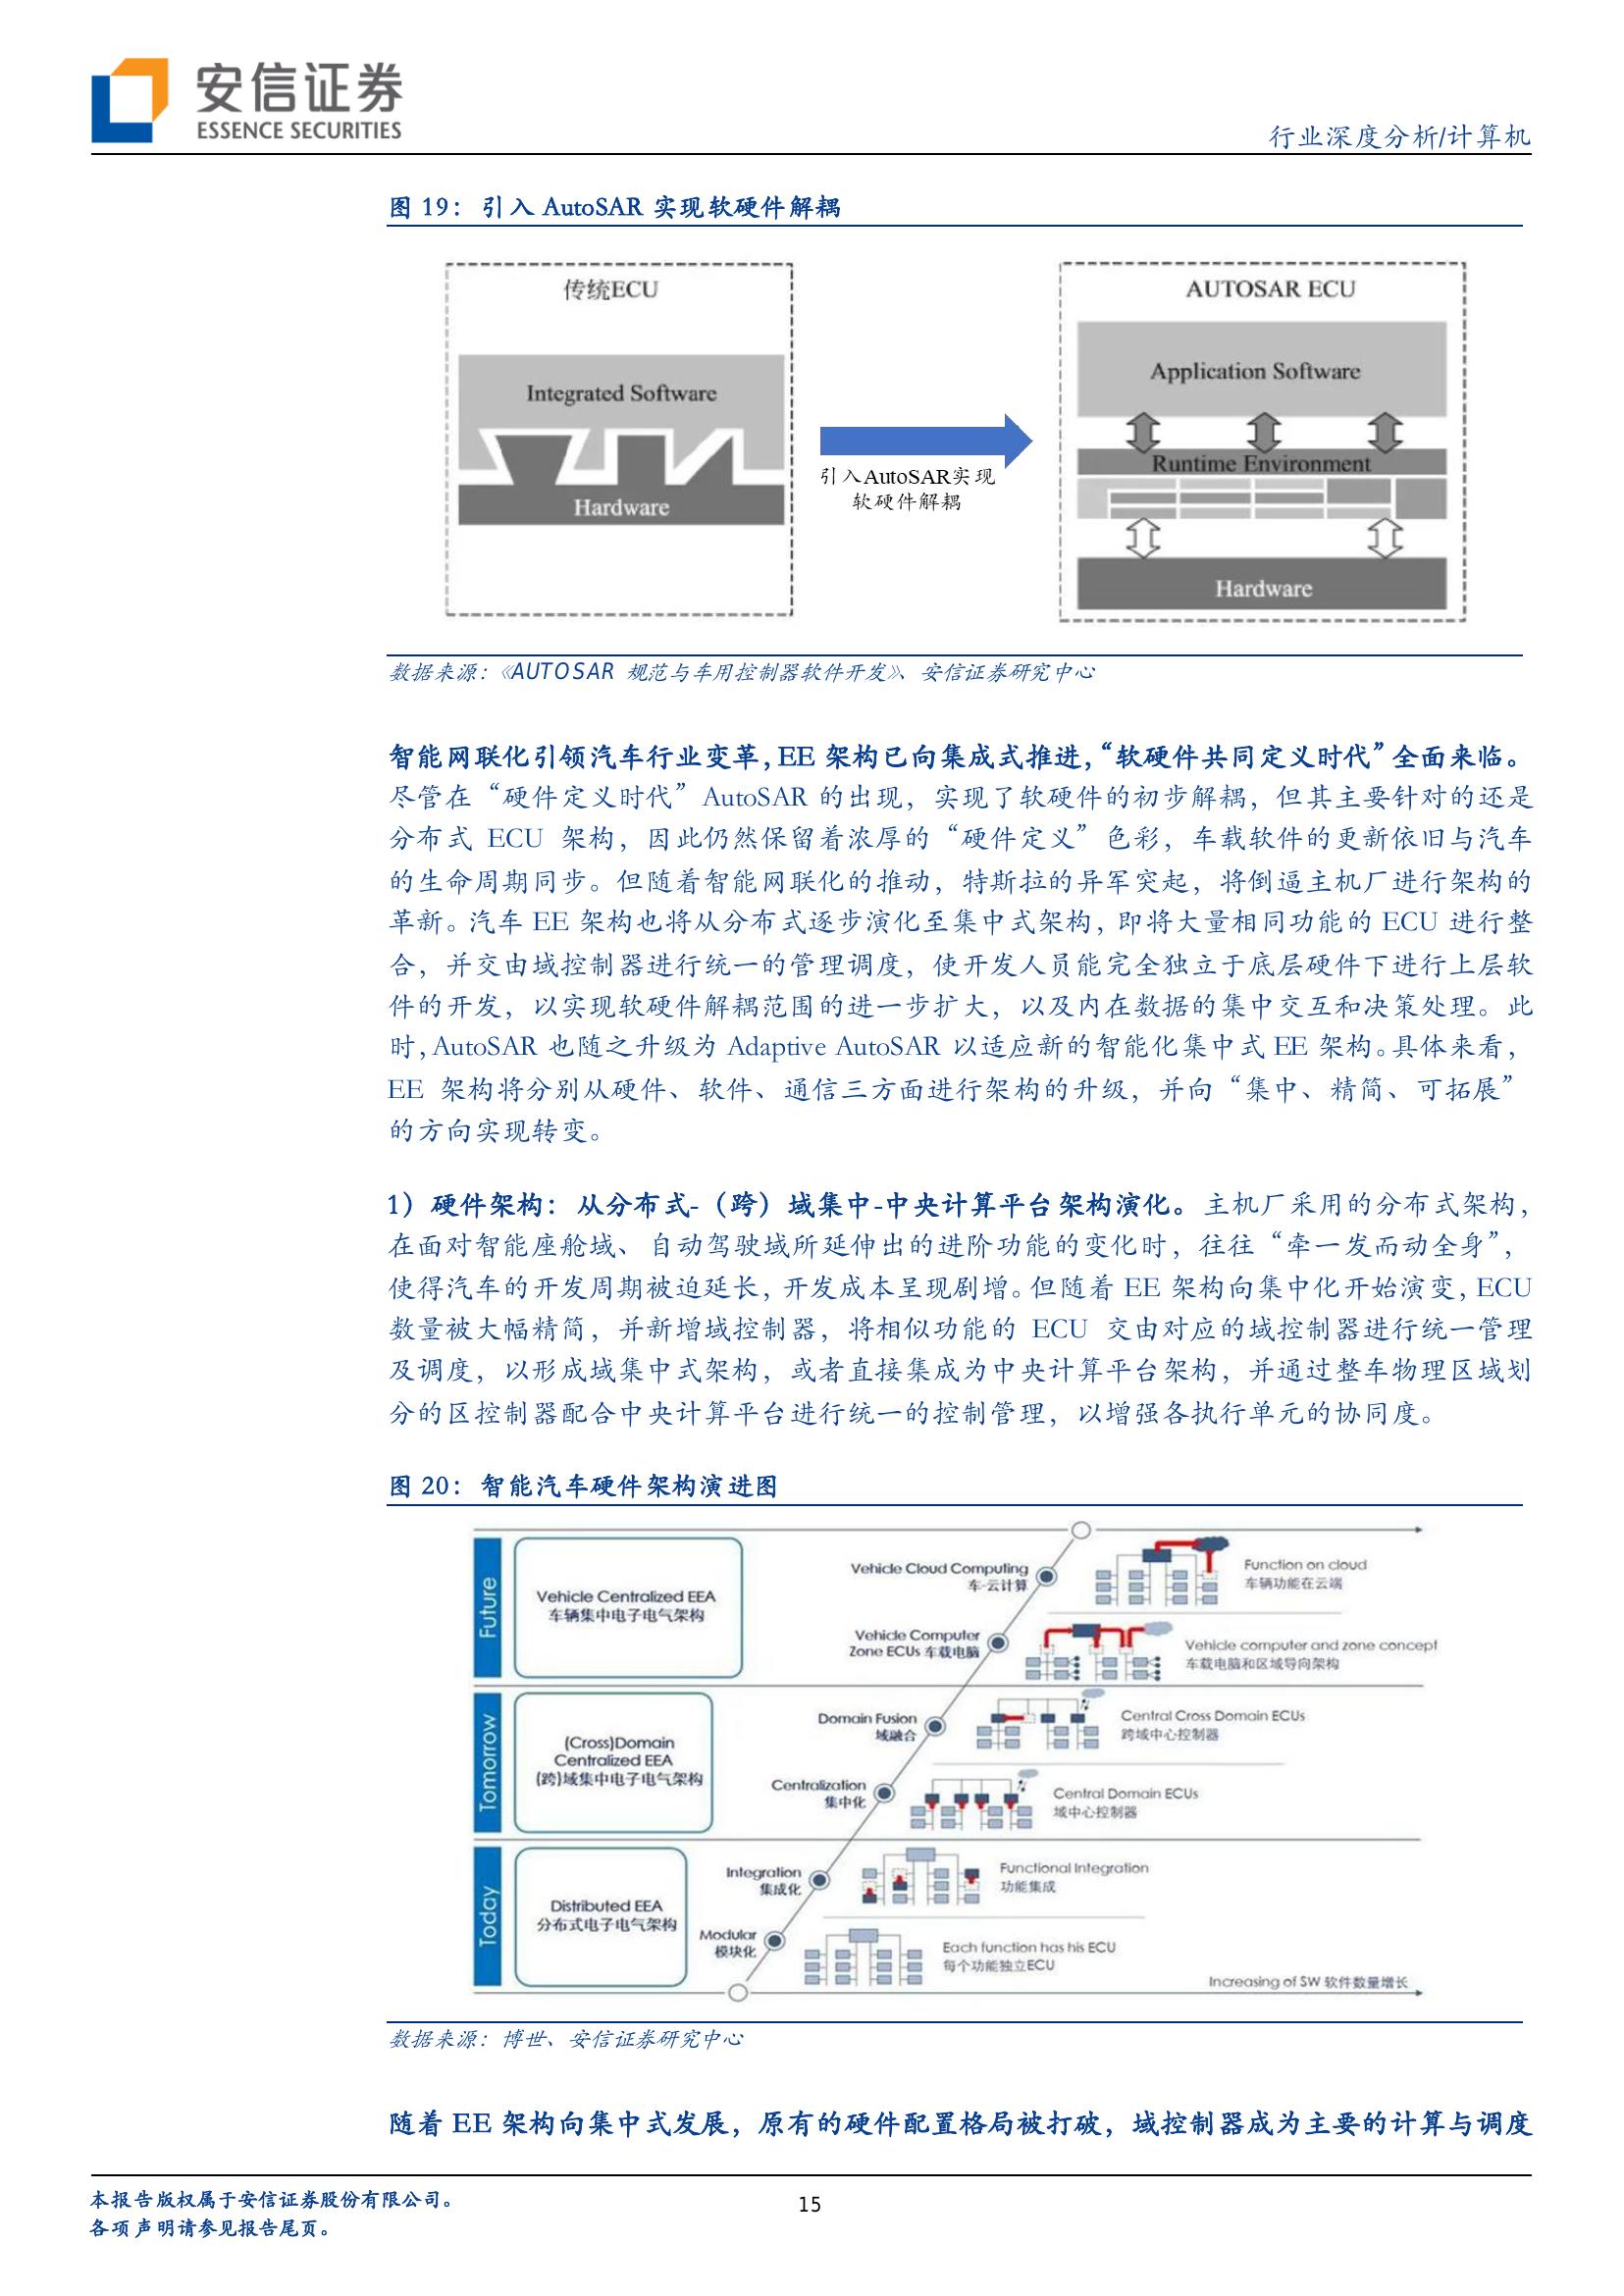 安信证券
ESSENCE SECURITIES
行业深度分析/计算机
图 19：引入 AutoSAR 实现软硬件解耦
传统ECU
Integrated Software
Hardware
引入AutoSAR实现
软硬件解耦
AUTOSAR ECU
Application Software
Runtime Environment
Hardware
数据来源：《AUTOSAR 规范与车用控制器软件开发》、安信证券研究中心
智能网联化引领汽车行业变革，EE 架构已向集成式推进，“软硬件共同定义时代”全面来临。
尽管在“硬件定义时代”AutoSAR 的出现，实现了软硬件的初步解耦，但其主要针对的还是
分布式 ECU 架构，因此仍然保留着浓厚的“硬件定义”色彩，车载软件的更新依旧与汽车
的生命周期同步。但随着智能网联化的推动，特斯拉的异军突起，将倒逼主机厂进行架构的
革新。汽车 EE 架构也将从分布式逐步演化至集中式架构，即将大量相同功能的 ECU 进行整
合，并交由域控制器进行统一的管理调度，使开发人员能完全独立于底层硬件下进行上层软
件的开发，以实现软硬件解耦范围的进一步扩大，以及内在数据的集中交互和决策处理。此
时，AutoSAR 也随之升级为 Adaptive AutoSAR 以适应新的智能化集中式 EE 架构。具体来看，
EE 架构将分别从硬件、软件、通信三方面进行架构的升级，并向“集中、精简、可拓展”
的方向实现转变。
1）硬件架构：从分布式-（跨）域集中-中央计算平台架构演化。主机厂采用的分布式架构，
在面对智能座舱域、自动驾驶域所延伸出的进阶功能的变化时，往往“牵一发而动全身”，
使得汽车的开发周期被迫延长，开发成本呈现剧增。但随着 EE 架构向集中化开始演变，ECU
数量被大幅精简，并新增域控制器，将相似功能的 ECU 交由对应的域控制器进行统一管理
及调度，以形成域集中式架构，或者直接集成为中央计算平台架构，并通过整车物理区域划
分的区控制器配合中央计算平台进行统一的控制管理，以增强各执行单元的协同度。
图 20：智能汽车硬件架构演进图
Future
Vehicle Centralized EEA
车辆集中电子电气架构
Vehicle Cloud Computing
车-云计算
Function on cloud
车辆功能在云端
Vehicle Computer
Zone ECUs 车载电脑
Vehicle computer and zone concept
车载电脑和区域导向架构
Tomorrow
(Cross)Domain
Centralized EEA
(跨)域集中电子电气架构
Domain Fusion
域融合
Central Cross Domain ECUs
跨域中心控制器
Centralization
集中化
Central Domain ECUs
域中心控制器
Today
Distributed EEA
分布式电子电气架构
Integration
集成化
Functional Integration
功能集成
Modular
模块化
Each function has his ECU
每个功能独立ECU
Increasing of SW 软件数量增长
数据来源：博世、安信证券研究中心
随着 EE 架构向集中式发展，原有的硬件配置格局被打破，域控制器成为主要的计算与调度
本报告版权属于安信证券股份有限公司。
各项声明请参见报告尾页。
15